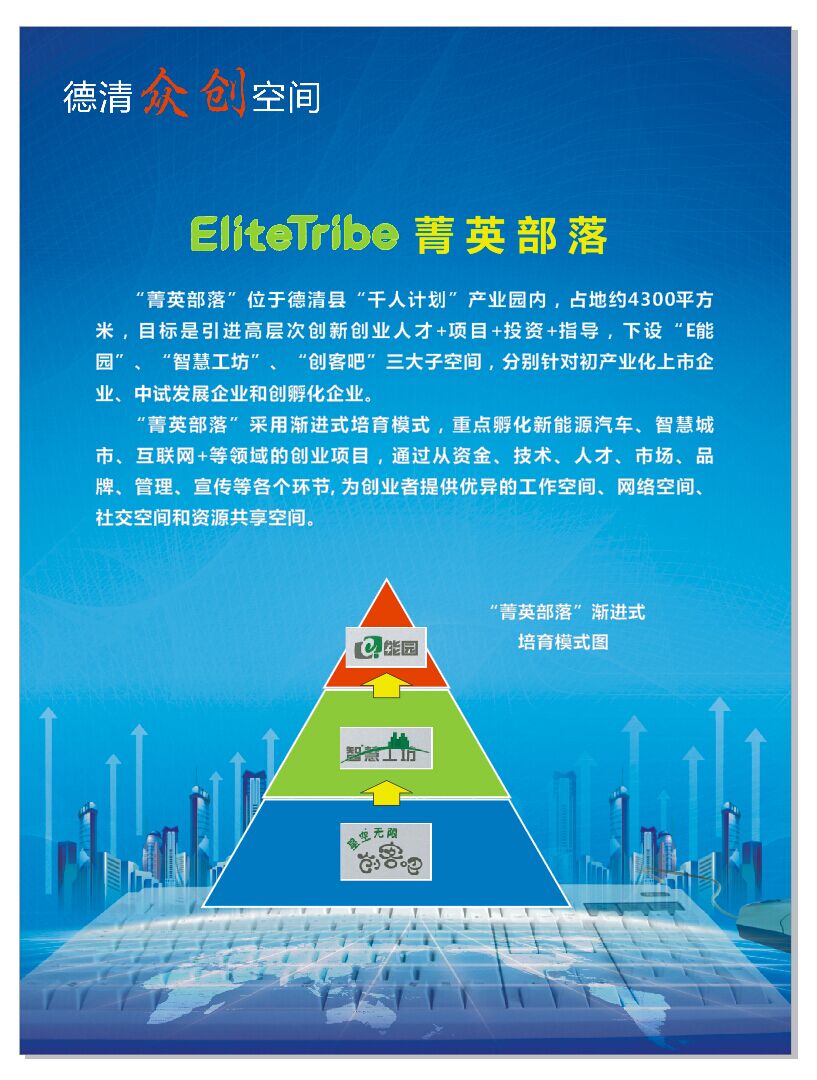 德清众创空间
EliteTribe 菁英部落
“菁英部落”位于德清县“千人计划”产业园内，占地约4300平方
米，目标是引进高层次创新创业人才+项目+投资+指导，下设“E能
园”、“智慧工坊”、“创客吧”三大子空间，分别针对初产业化上市企
业、中试发展企业和创孵化企业。
“菁英部落”采用渐进式培育模式，重点孵化新能源汽车、智慧城
市、互联网+等领域的创业项目，通过从资金、技术、人才、市场、品
牌、管理、宣传等各个环节，为创业者提供优异的工作空间、网络空间、
社交空间和资源共享空间。
“菁英部落”渐进式
培育模式图
e能园
智慧工坊
星空无限
创客吧